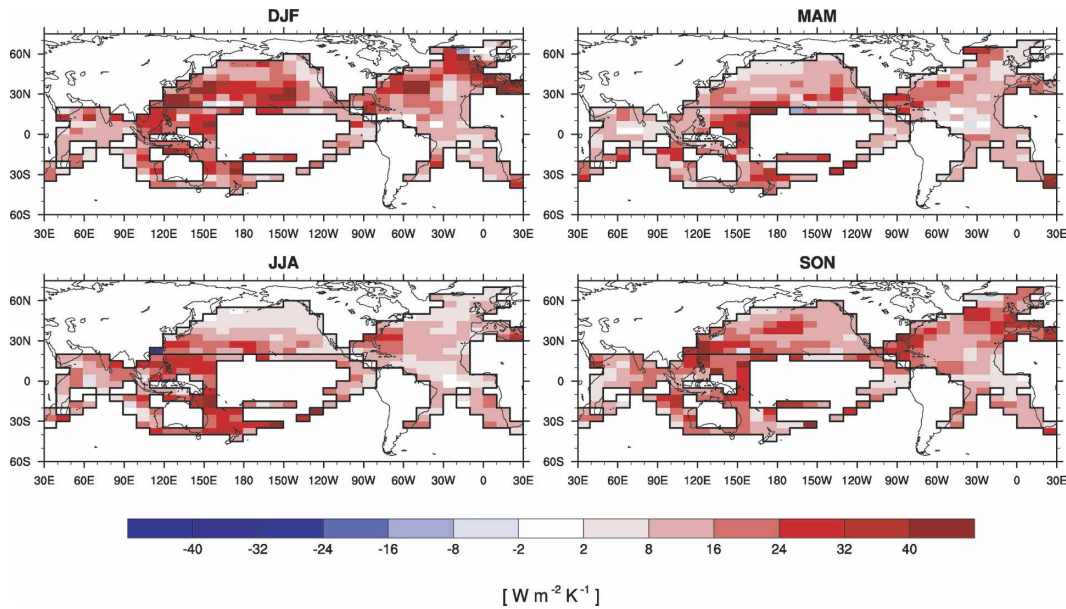 DJF MAM
60N 60N
30N 30N
0 0
30S 30S
60S 60S
30E 60E 90E 120E 150E 180 150W 120W 90W 60W 30W 0 30E 30E 60E 90E 120E 150E 180 150W 120W 90W 60W 30W 0 30E
JJA SON
60N 60N
30N 30N
0 0
30S 30S
60S 60S
30E 60E 90E 120E 150E 180 150W 120W 90W 60W 30W 0 30E 30E 60E 90E 120E 150E 180 150W 120W 90W 60W 30W 0 30E
-40 -32 -24 -16 -8 -2 2 8 16 24 32 40
[ W m⁻² K⁻¹ ]